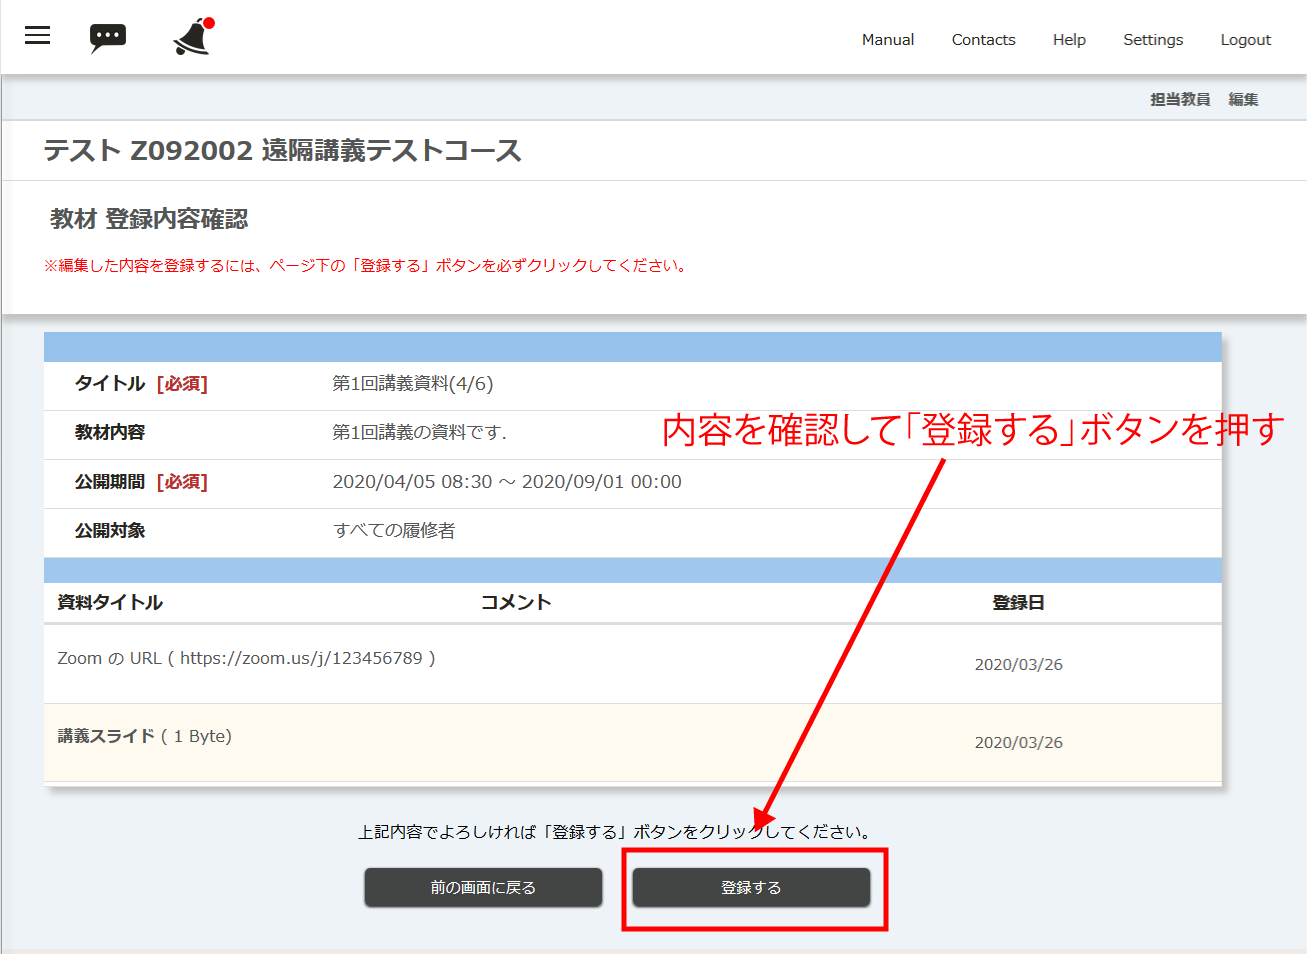 Manual Contacts Help Settings Logout
担当教員 編集
テスト Z092002 遠隔講義テストコース
教材 登録内容確認
※編集した内容を登録するには、ページ下の「登録する」ボタンを必ずクリックしてください。
タイトル [必須] 第1回講義資料(4/6)
内容を確認して「登録する」ボタンを押す
教材内容 第1回講義の資料です.
公開期間 [必須] 2020/04/05 08:30 ～ 2020/09/01 00:00
公開対象 すべての履修者
資料タイトル コメント 登録日
Zoom の URL ( https://zoom.us/j/123456789 ) 2020/03/26
講義スライド ( 1 Byte) 2020/03/26
上記内容でよろしければ「登録する」ボタンをクリックしてください。
前の画面に戻る 登録する